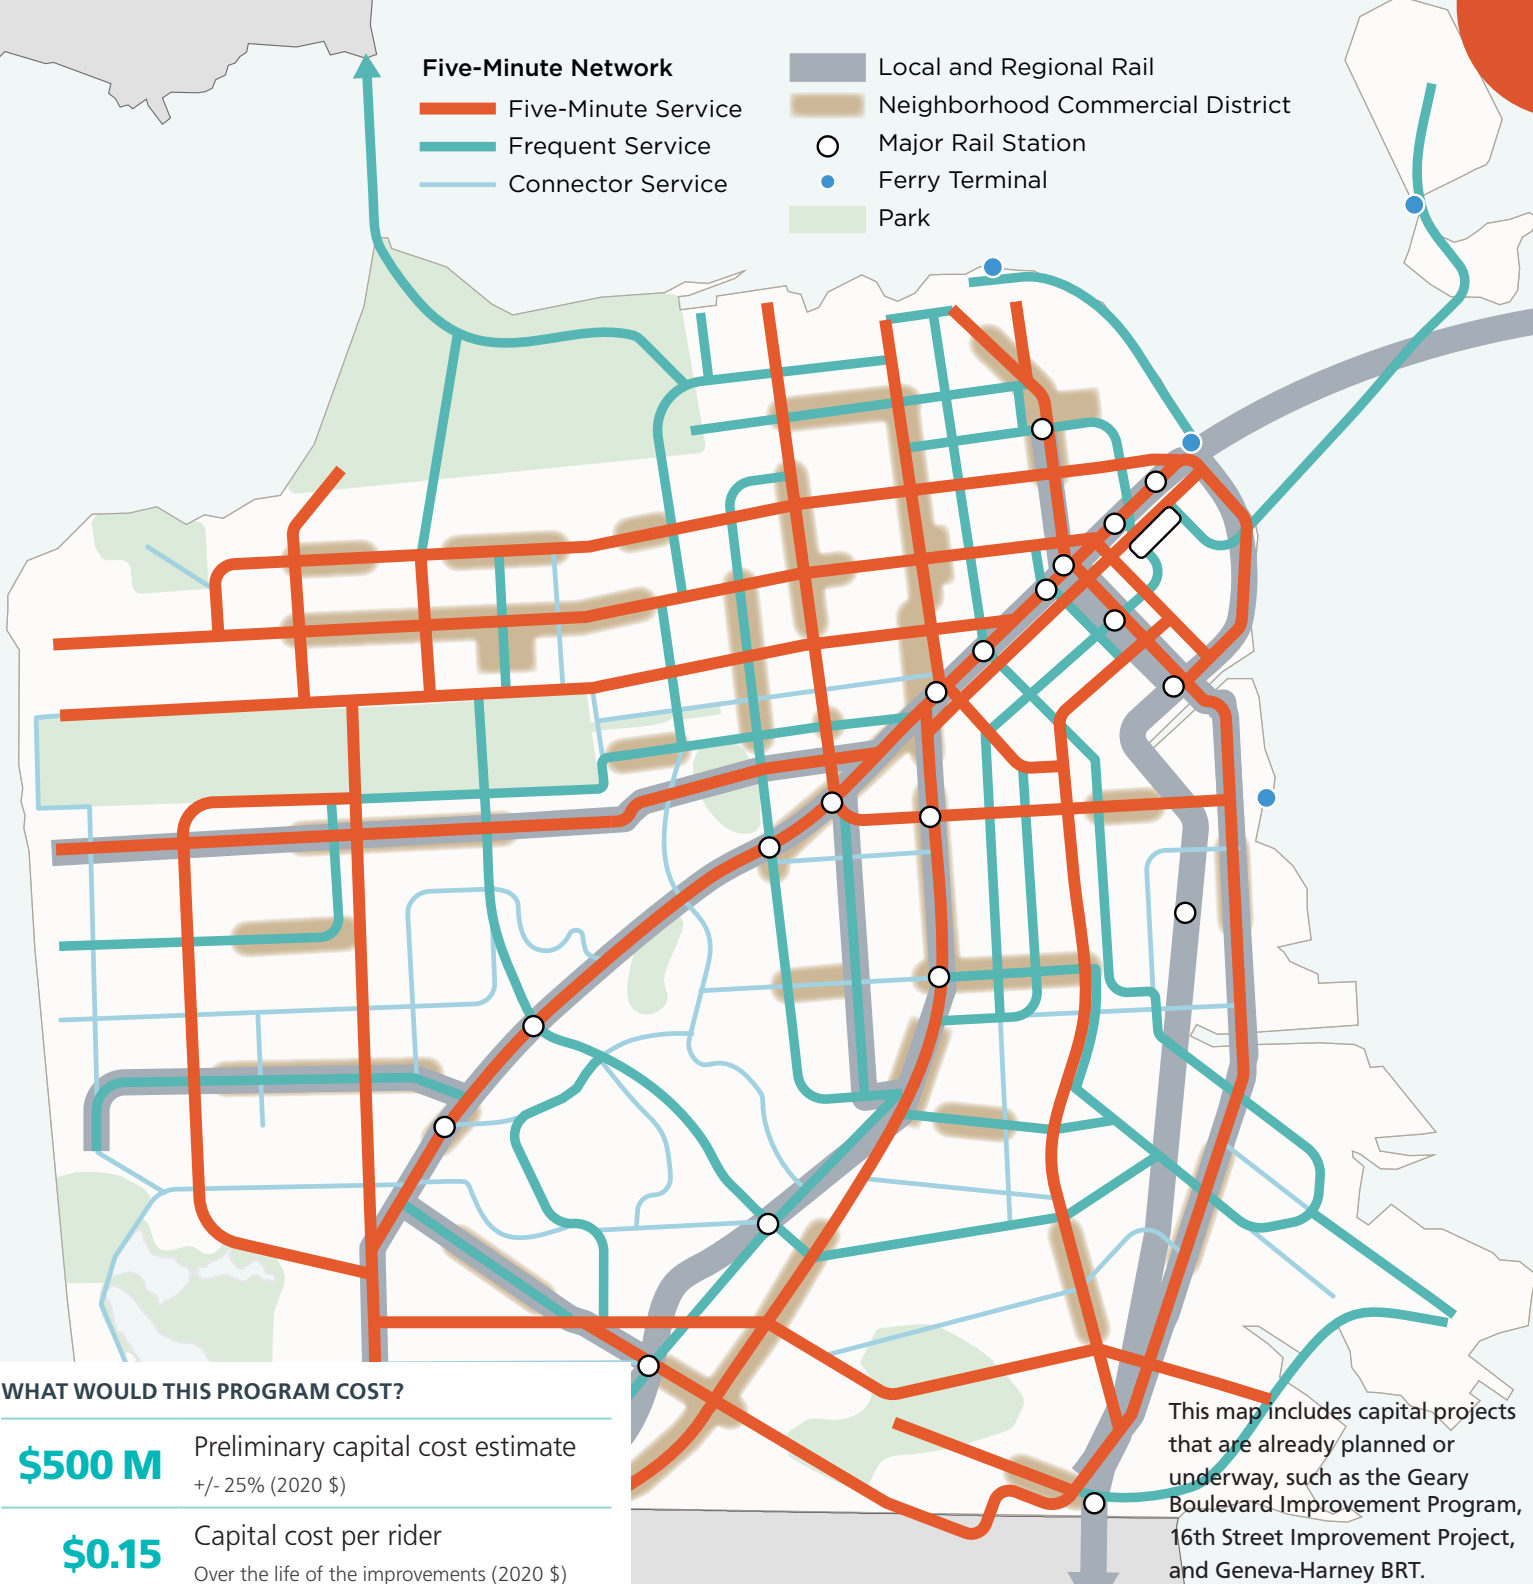 Five-Minute Network
Five-Minute Service
Frequent Service
Connector Service
Local and Regional Rail
Neighborhood Commercial District
Major Rail Station
Ferry Terminal
Park
WHAT WOULD THIS PROGRAM COST?
$500 M
Preliminary capital cost estimate
+/- 25% (2020 $)
$0.15
Capital cost per rider
Over the life of the improvements (2020 $)
This map includes capital projects
that are already planned or
underway, such as the Geary
Boulevard Improvement Program,
16th Street Improvement Project,
and Geneva-Harney BRT.